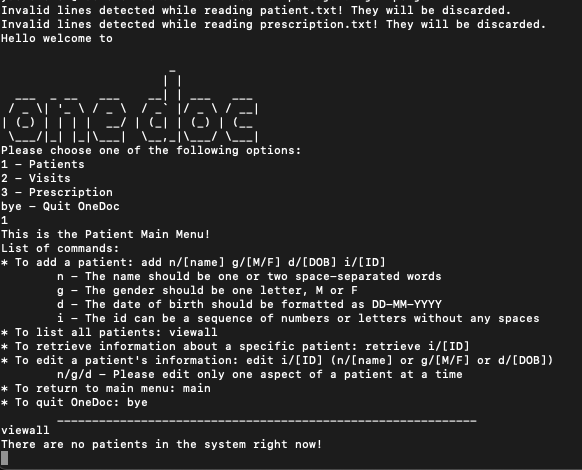 Invalid lines detected while reading patient.txt! They will be discarded.
Invalid lines detected while reading prescription.txt! They will be discarded.
Hello welcome to
one doc
Please choose one of the following options:
1 – Patients
2 – Visits
3 – Prescription
bye – Quit OneDoc
1
This is the Patient Main Menu!
List of commands:
* To add a patient: add n/[name] g/[M/F] d/[DOB] i/[ID]
n – The name should be one or two space-separated words
g – The gender should be one letter, M or F
d – The date of birth should be formatted as DD-MM-YYYY
i – The id can be a sequence of numbers or letters without any spaces
* To list all patients: viewall
* To retrieve information about a specific patient: retrieve i/[ID]
* To edit a patient's information: edit i/[ID] (n/[name] or g/[M/F] or d/[DOB])
n/g/d – Please edit only one aspect of a patient at a time
* To return to main menu: main
* To quit OneDoc: bye
viewall
There are no patients in the system right now!